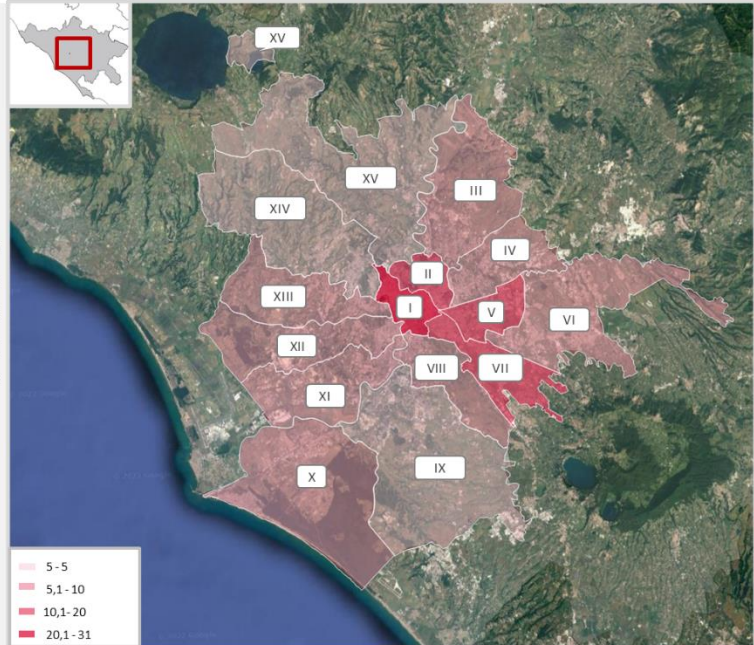 XV
XV
III
XIV
IV
II
XIII
I
V
VI
XII
VIII
VII
XI
IX
X
5 - 5
5,1 - 10
10,1- 20
20,1 - 31